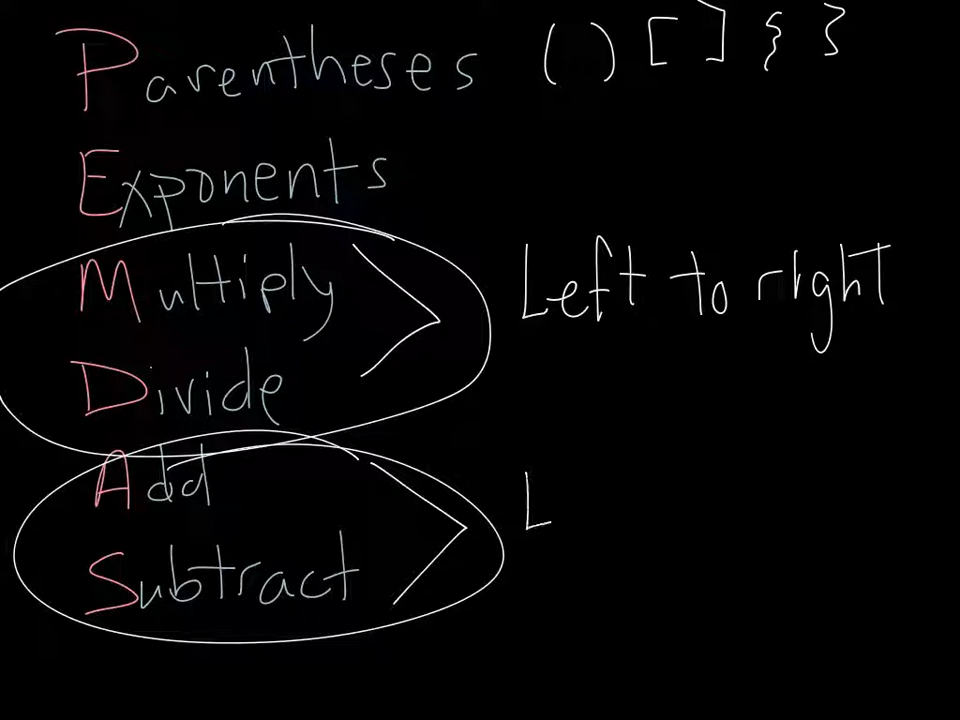 Parentheses ( ) [ ] { }
Exponents
Multiply > Left to right
Divide
Add
> L
Subtract